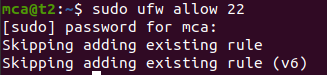 mca@t2:~$ sudo ufw allow 22
[sudo] password for mca:
Skipping adding existing rule
Skipping adding existing rule (v6)